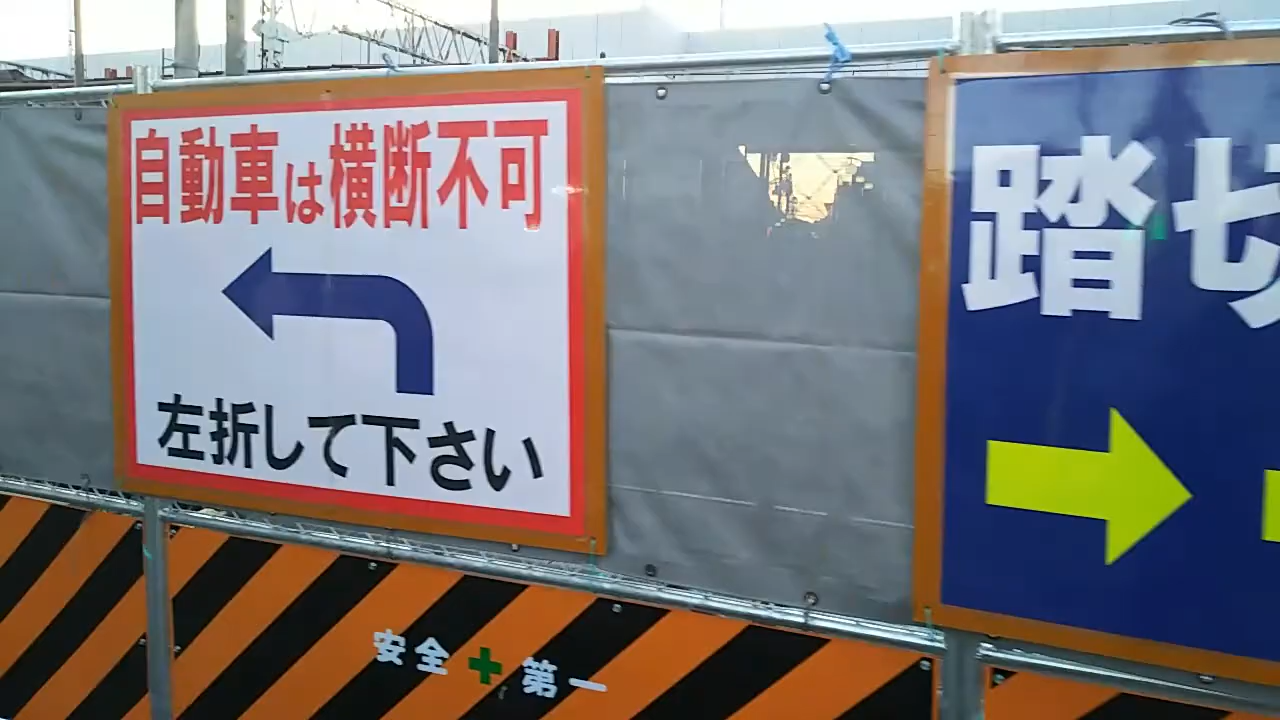 自動車は横断不可
左折して下さい
踏切
安全 第一